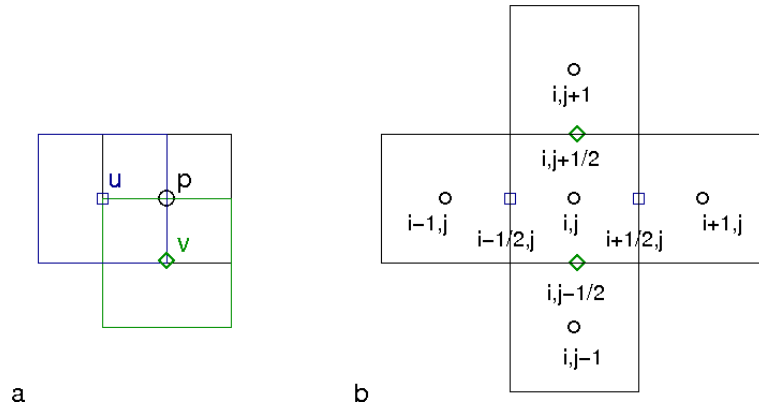 u
p
v
a
i,j+1
i,j+1/2
i-1,j
i-1/2,j
i,j
i+1/2,j
i+1,j
i,j-1/2
i,j-1
b